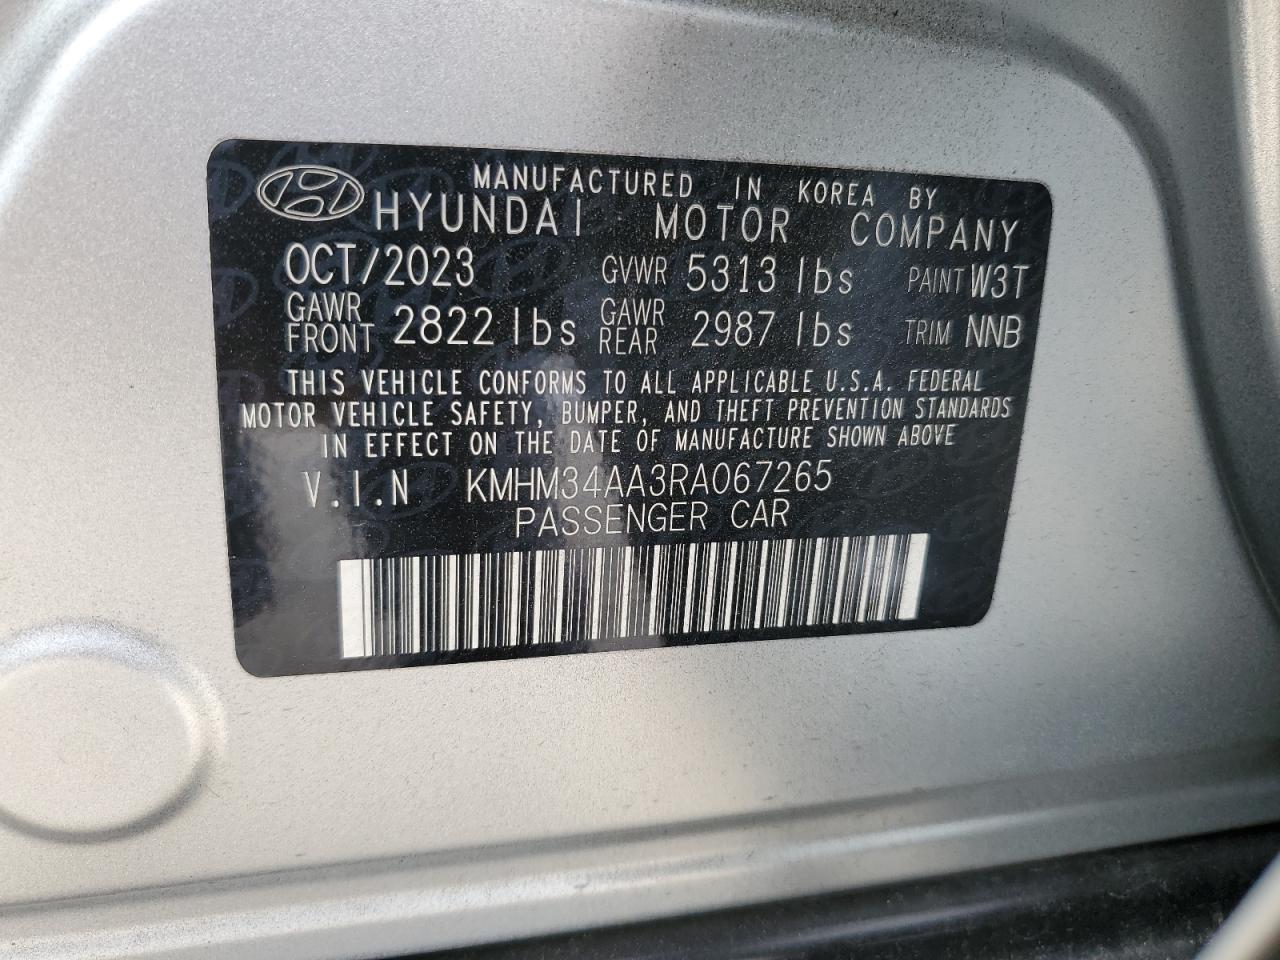 MANUFACTURED IN KOREA BY
HYUNDAI MOTOR COMPANY
OCT/2023 GVWR 5313 lbs PAINT W3T
GAWR FRONT 2822 lbs GAWR REAR 2987 lbs TRIM NNB
THIS VEHICLE CONFORMS TO ALL APPLICABLE U.S.A. FEDERAL
MOTOR VEHICLE SAFETY, BUMPER, AND THEFT PREVENTION STANDARDS
IN EFFECT ON THE DATE OF MANUFACTURE SHOWN ABOVE
V.I.N KMHM34AA3RA067265
PASSENGER CAR